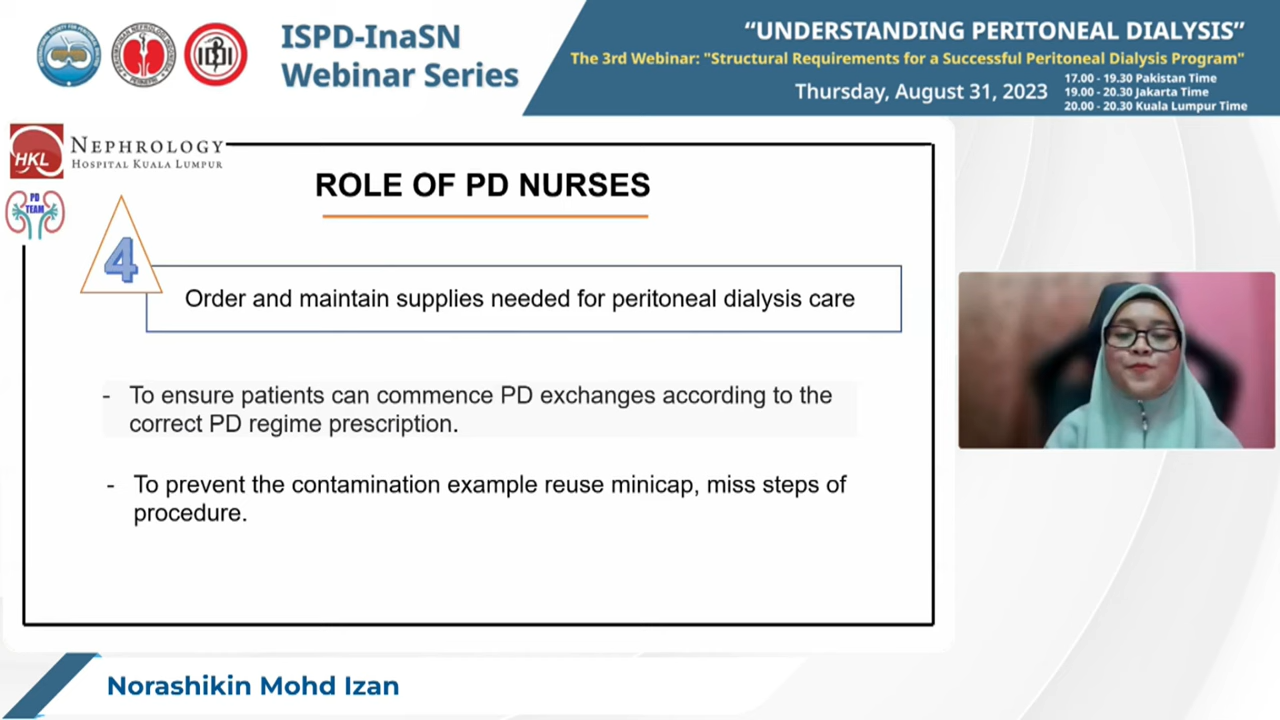 ISPD-InaSN
Webinar Series
“UNDERSTANDING PERITONEAL DIALYSIS”
The 3rd Webinar: "Structural Requirements for a Successful Peritoneal Dialysis Program"
Thursday, August 31, 2023
17.00 - 19.30 Pakistan Time
19.00 - 20.30 Jakarta Time
20.00 - 20.30 Kuala Lumpur Time
HKL
NEPHROLOGY
HOSPITAL KUALA LUMPUR
PD
TEAM
ROLE OF PD NURSES
4
Order and maintain supplies needed for peritoneal dialysis care
- To ensure patients can commence PD exchanges according to the
correct PD regime prescription.
- To prevent the contamination example reuse minicap, miss steps of
procedure.
Norashikin Mohd Izan